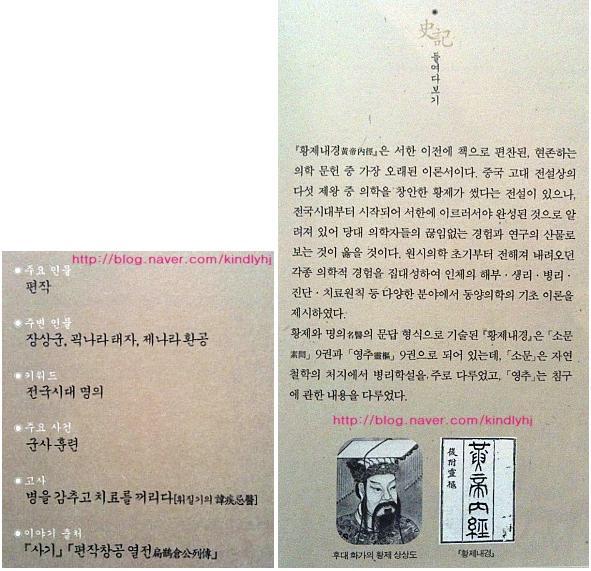 http://blog.naver.com/kindlyhj
주요 인물
편작
주변 인물
장상군, 괵나라 태자, 제나라 환공
키워드
전국시대 명의
주요 사건
군사 훈련
고사
병을 감추고 치료를 꺼리다[휘질기의 諱疾忌醫]
이야기 출처
「사기」「편작창공 열전扁鵲倉公列傳」
史記
들여다보기
『황제내경黃帝內經』은 서한 이전에 책으로 편찬된, 현존하는
의학 문헌 중 가장 오래된 이론서이다. 중국 고대 전설상의
다섯 제왕 중 의학을 창안한 황제가 썼다는 전설이 있으나,
전국시대부터 시작되어 서한에 이르러서야 완성된 것으로 알
려져 있어 당대 의학자들의 끊임없는 경험과 연구의 산물로
보는 것이 옳을 것이다. 원시의학 초기부터 전해져 내려오던
각종 의학적 경험을 집대성하여 인체의 해부·생리·병리·
진단·치료원칙 등 다양한 분야에서 동양의학의 기초 이론을
제시하였다.
황제와 명의名醫의 문답 형식으로 기술된 『황제내경』은 「소문
素問」 9권과 「영추靈樞」 9권으로 되어 있는데, 「소문」은 자연
철학의 처지에서 병리학설을 주로 다루었고, 「영추」는 침구
에 관한 내용을 다루었다.
http://blog.naver.com/kindlyhj
黃帝內經
後附靈樞
후대 화가의 황제 상상도
『황제내경』